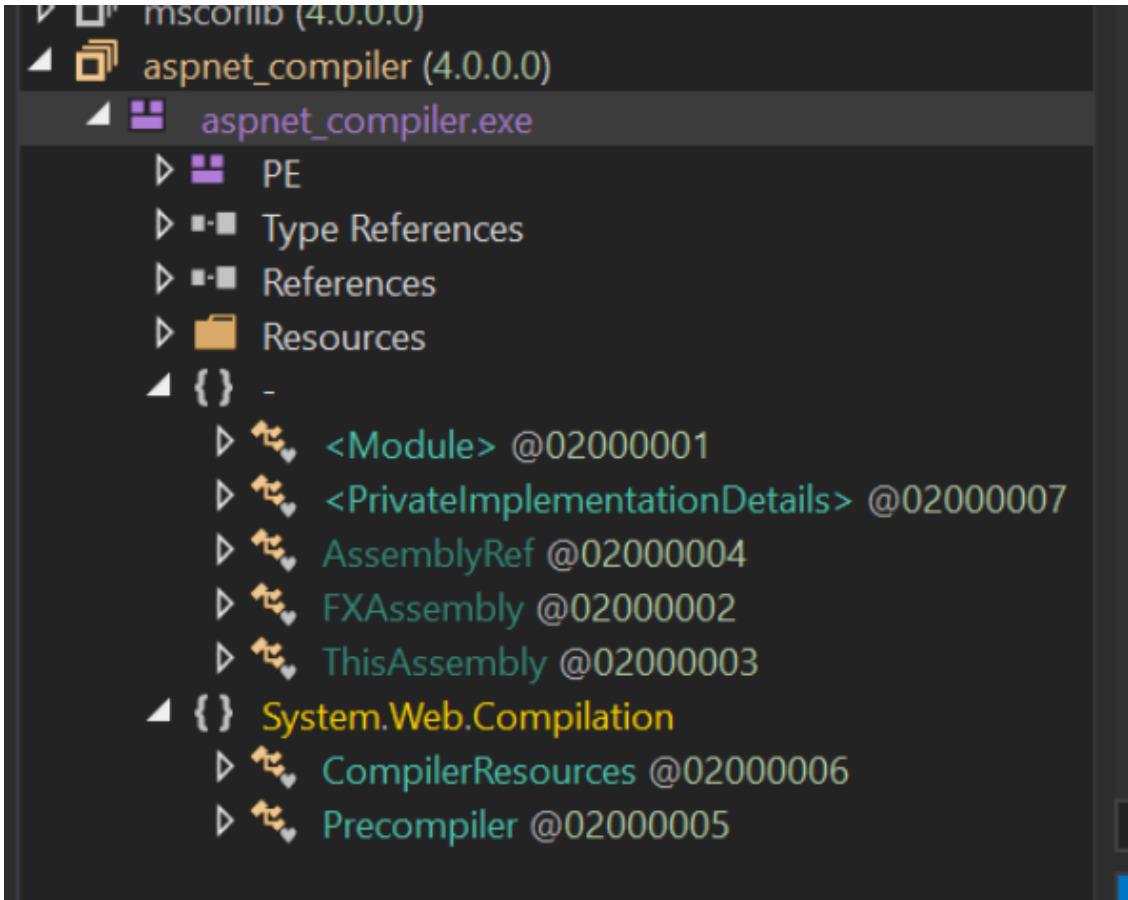 mscorlib (4.0.0.0)
aspnet_compiler (4.0.0.0)
aspnet_compiler.exe
PE
Type References
References
Resources
{ } -
<Module> @02000001
<PrivateImplementationDetails> @02000007
AssemblyRef @02000004
FXAssembly @02000002
ThisAssembly @02000003
{ } System.Web.Compilation
CompilerResources @02000006
Precompiler @02000005